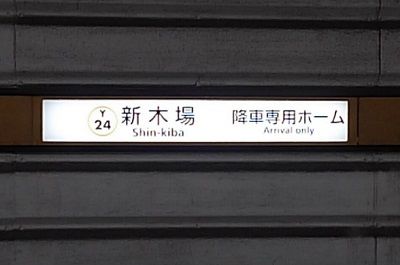 Y
24
新木場
Shin-kiba
降車専用ホーム
Arrival only